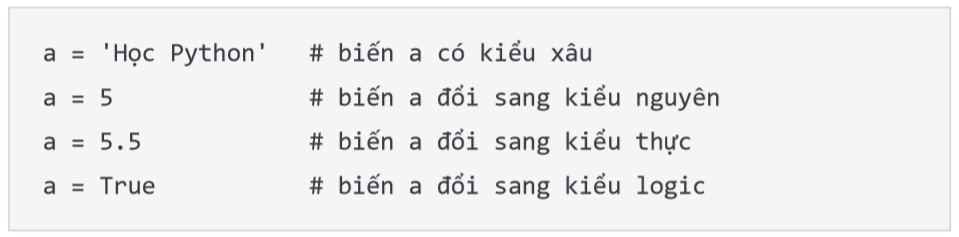 a = 'Học Python'   # biến a có kiểu xâu
a = 5              # biến a đổi sang kiểu nguyên
a = 5.5            # biến a đổi sang kiểu thực
a = True           # biến a đổi sang kiểu logic